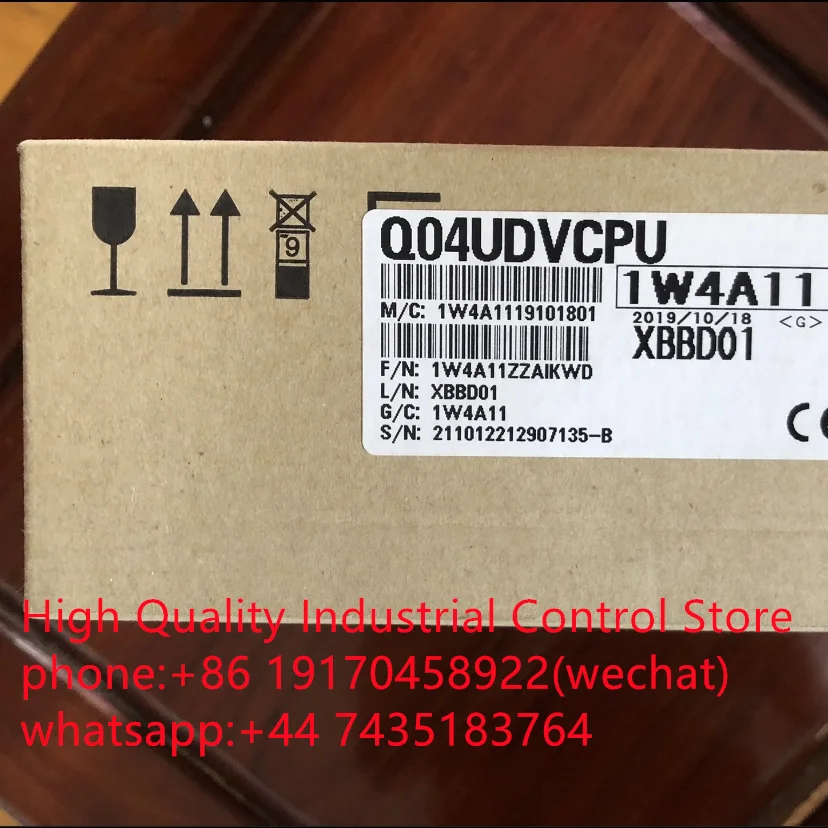 9
Q04UDVCPU
M/C: 1W4A1119101801
1W4A11
2019/10/18 <G>
XBBD01
F/N: 1W4A11ZZAIKWD
L/N: XBBD01
G/C: 1W4A11
S/N: 211012212907135-B
CE
High Quality Industrial Control Store
phone:+86 19170458922(wechat)
whatsapp:+44 7435183764